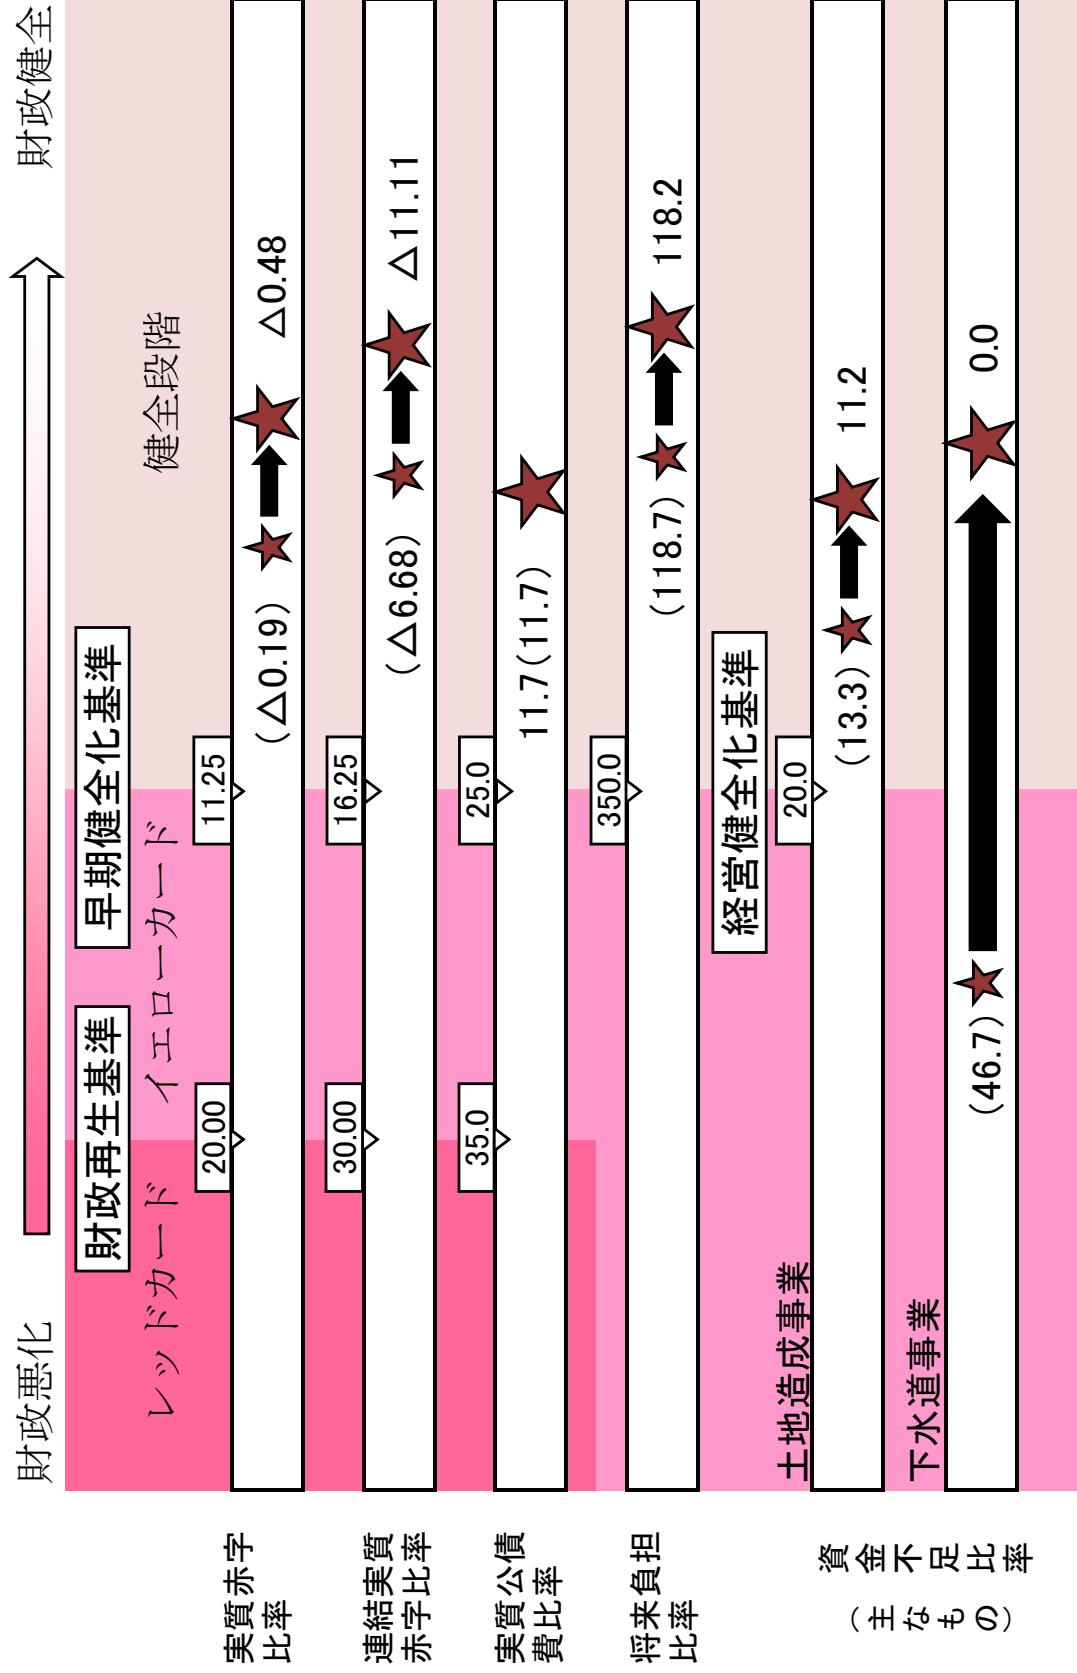 財政悪化
財政健全
財政再生基準
早期健全化基準
レッドカード
イエローカード
健全段階
実質赤字
比率
20.00
11.25
(△0.19)
△0.48
連結実質
赤字比率
30.00
16.25
(△6.68)
△11.11
実質公債
費比率
35.0
25.0
11.7(11.7)
将来負担
比率
350.0
(118.7)
118.2
経営健全化基準
資金不足比率
(主なもの)
土地造成事業
20.0
(13.3)
11.2
下水道事業
(46.7)
0.0